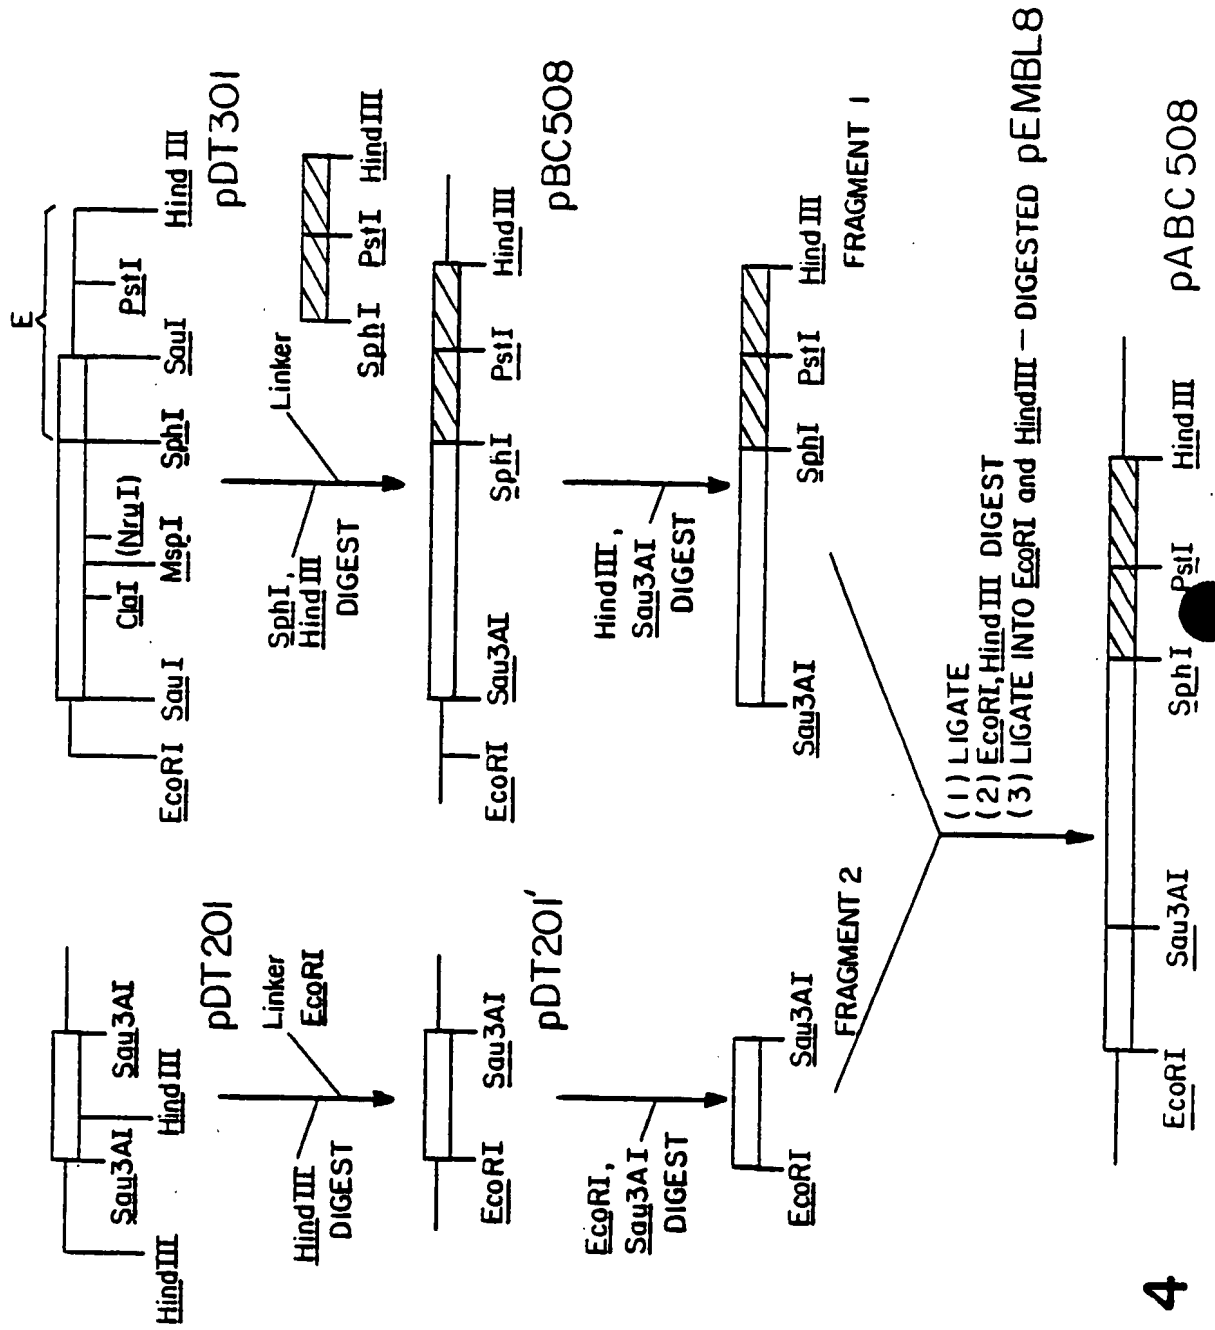 E
Sau3AI
HindIII
Sau3AI
HindIII
pDT201
EcoRI
SauI
ClaI
MspI
(NruI)
SphI
SauI
PstI
Hind III
pDT301
HindIII
DIGEST
Linker
EcoRI
SphI,
HindIII
DIGEST
Linker
SphI
PstI
HindIII
EcoRI
Sau3AI
pDT201'
EcoRI
Sau3AI
SphI
PstI
HindIII
pBC508
EcoRI,
Sau3AI
DIGEST
HindIII,
Sau3AI
DIGEST
EcoRI
Sau3AI
FRAGMENT 2
Sau3AI
SphI
PstI
HindIII
FRAGMENT 1
(1) LIGATE
(2) EcoRI, HindIII DIGEST
(3) LIGATE INTO EcoRI and HindIII – DIGESTED pEMBL8
EcoRI
Sau3AI
SphI
PstI
HindIII
pABC508
4